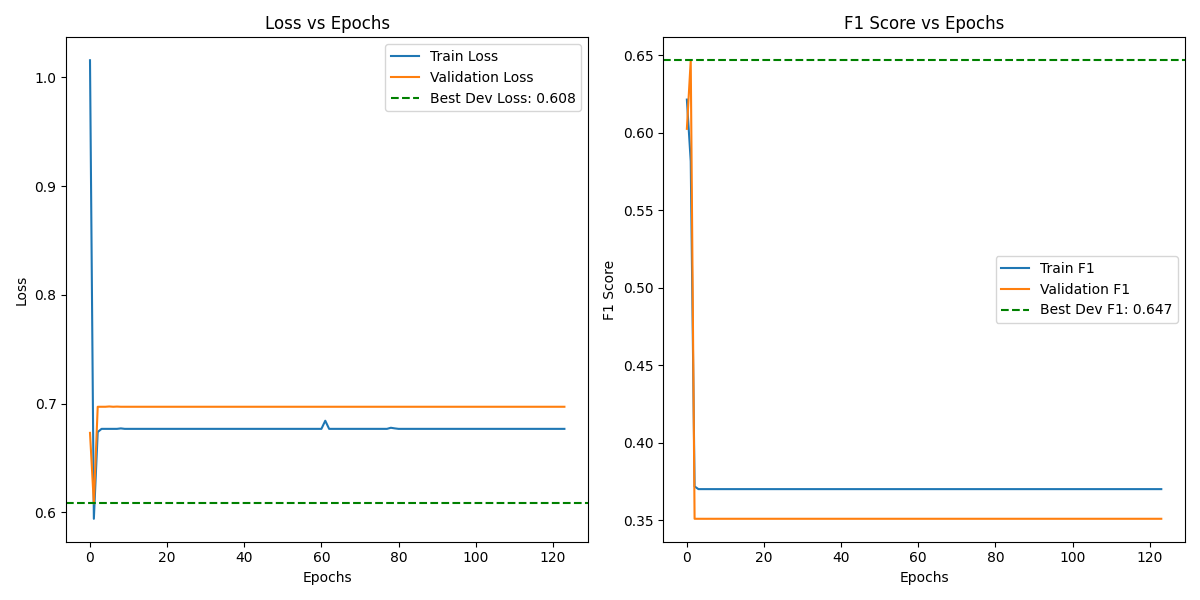 Loss vs Epochs
1.0
0.9
0.8
0.7
0.6
Loss
0
20
40
60
80
100
120
Epochs
Train Loss
Validation Loss
Best Dev Loss: 0.608
F1 Score vs Epochs
0.65
0.60
0.55
0.50
0.45
0.40
0.35
F1 Score
0
20
40
60
80
100
120
Epochs
Train F1
Validation F1
Best Dev F1: 0.647